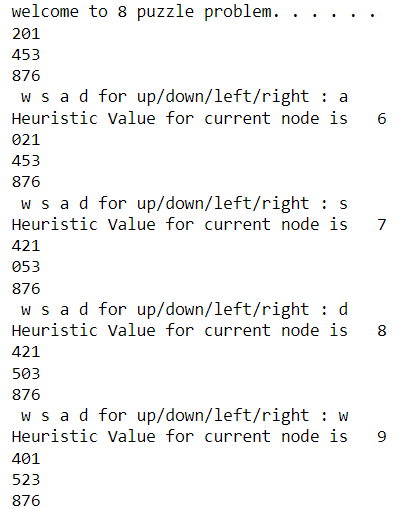 welcome to 8 puzzle problem. . . . . .
201
453
876
w s a d for up/down/left/right : a
Heuristic Value for current node is 6
021
453
876
w s a d for up/down/left/right : s
Heuristic Value for current node is 7
421
053
876
w s a d for up/down/left/right : d
Heuristic Value for current node is 8
421
503
876
w s a d for up/down/left/right : w
Heuristic Value for current node is 9
401
523
876